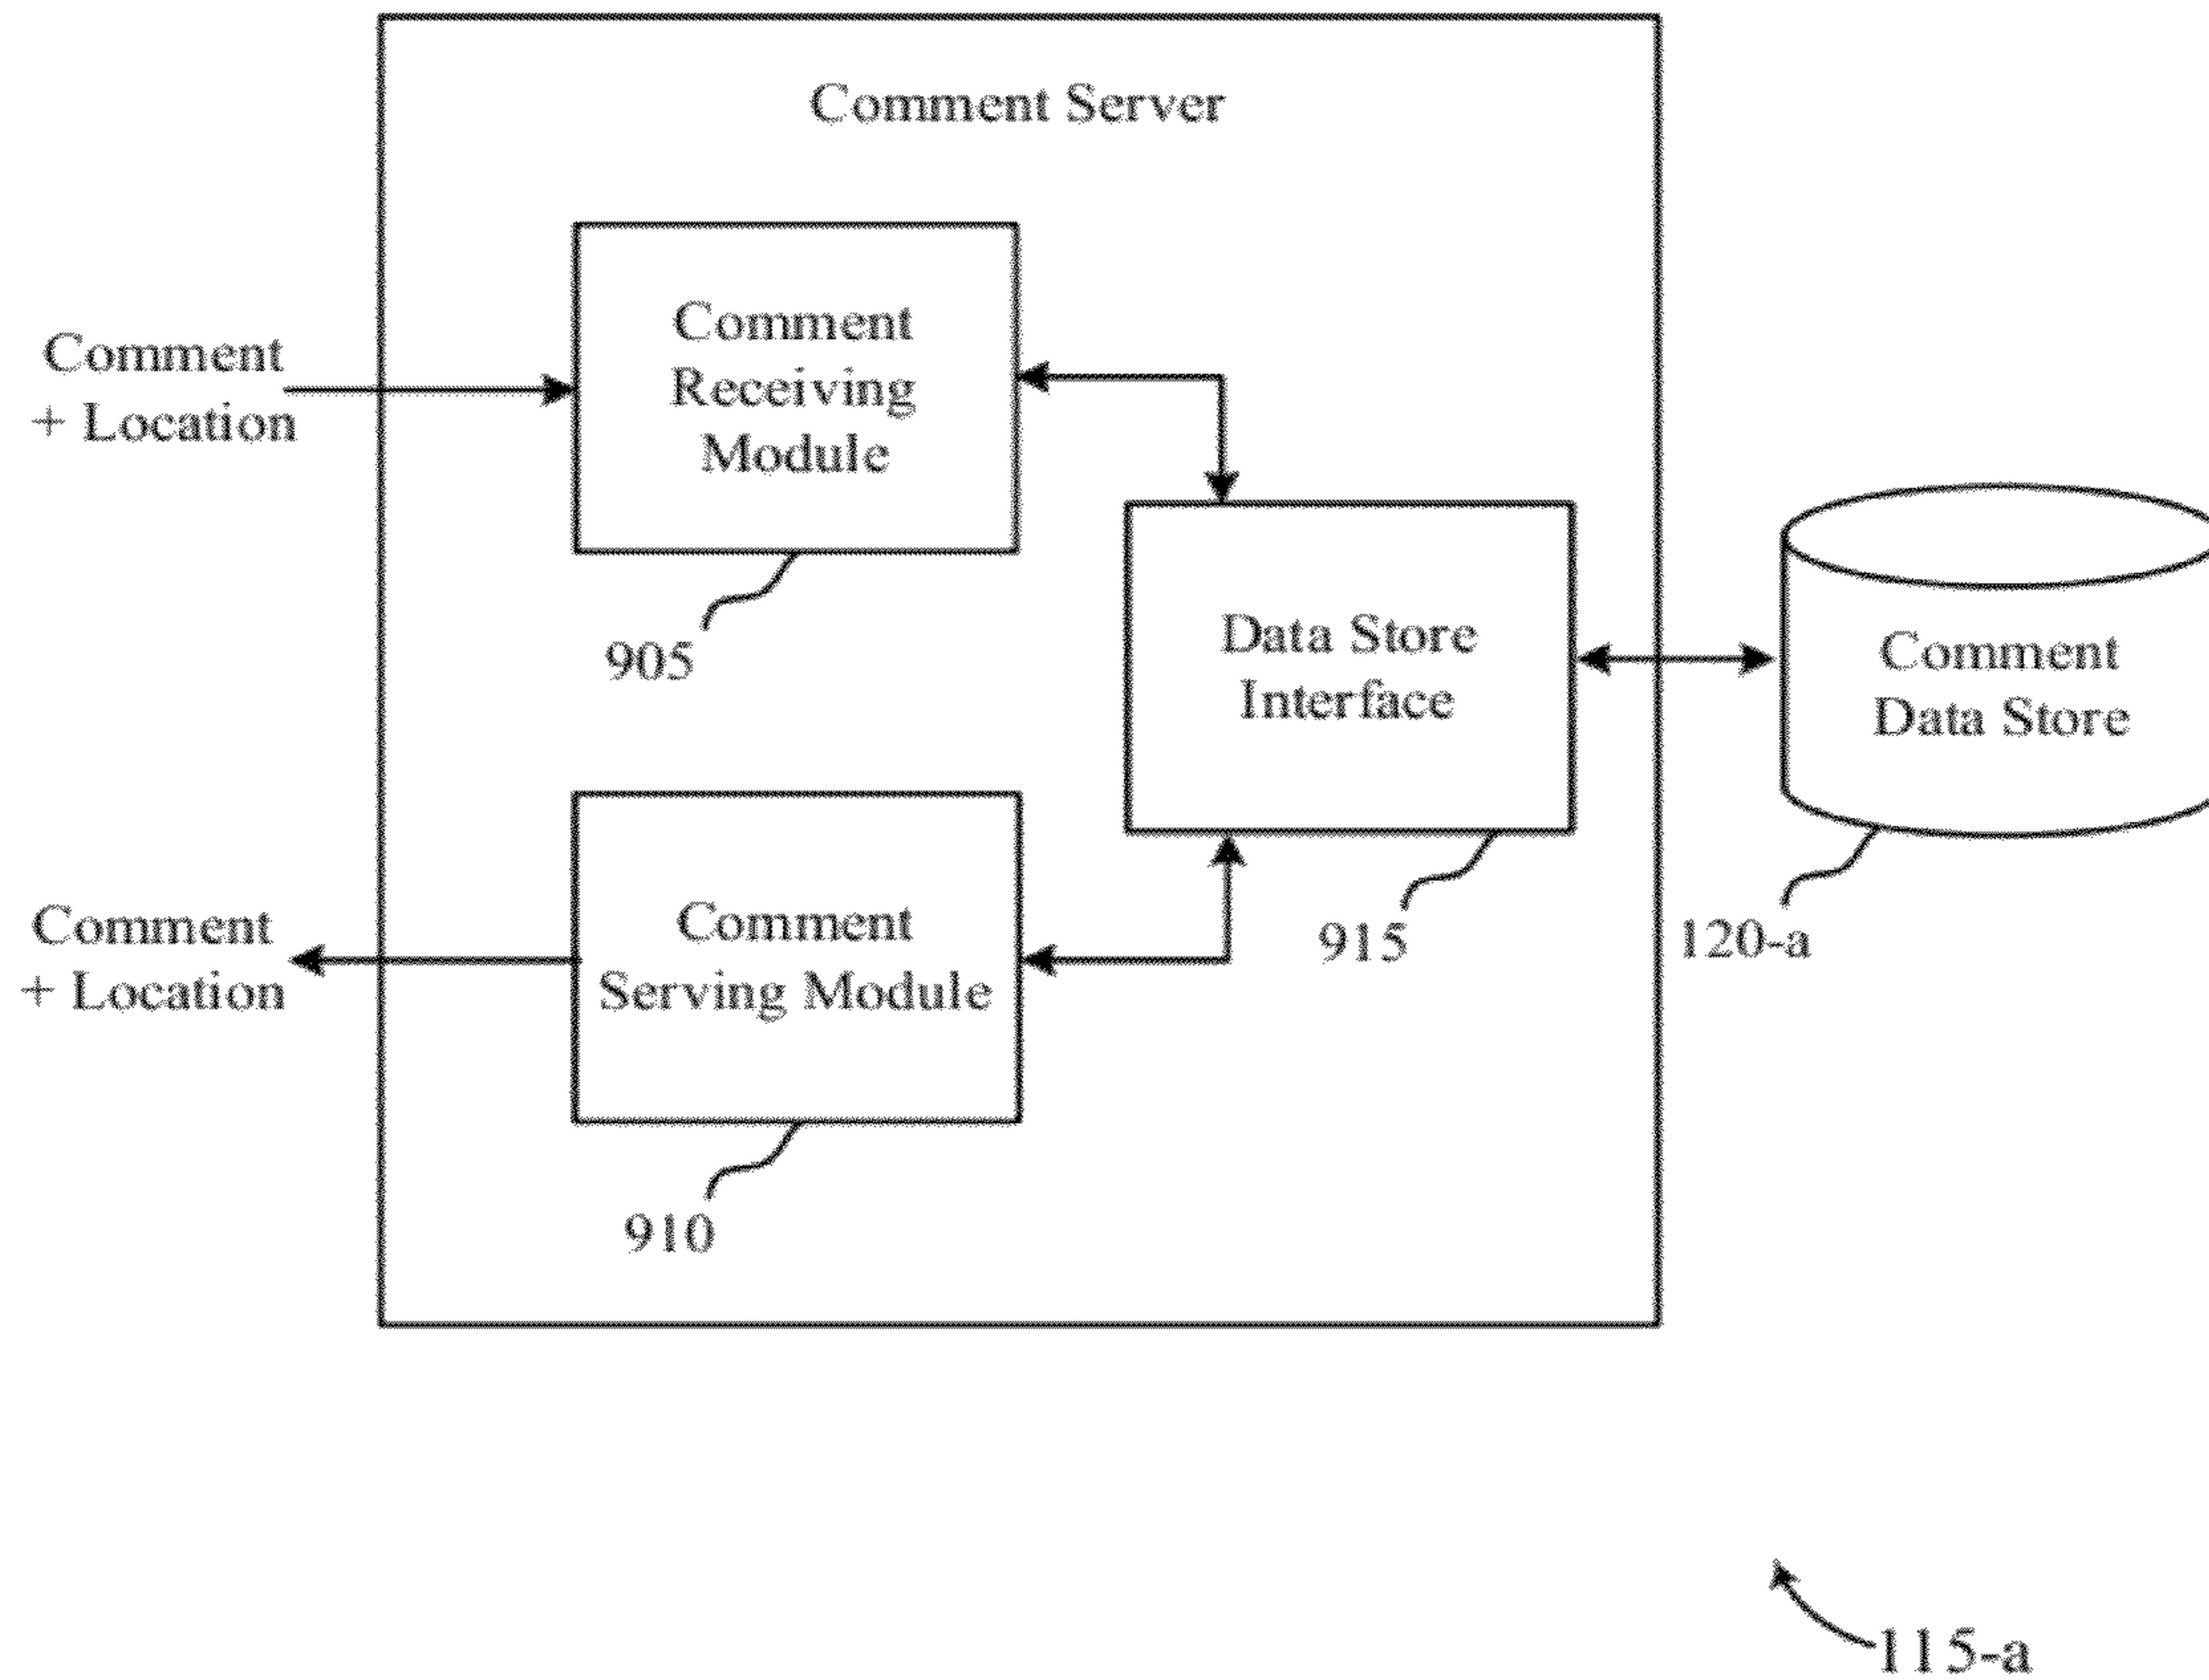 Comment Server
Comment
+ Location
Comment
Receiving
Module
905
Data Store
Interface
915
Comment
Data Store
120-a
Comment
+ Location
Comment
Serving Module
910
115-a